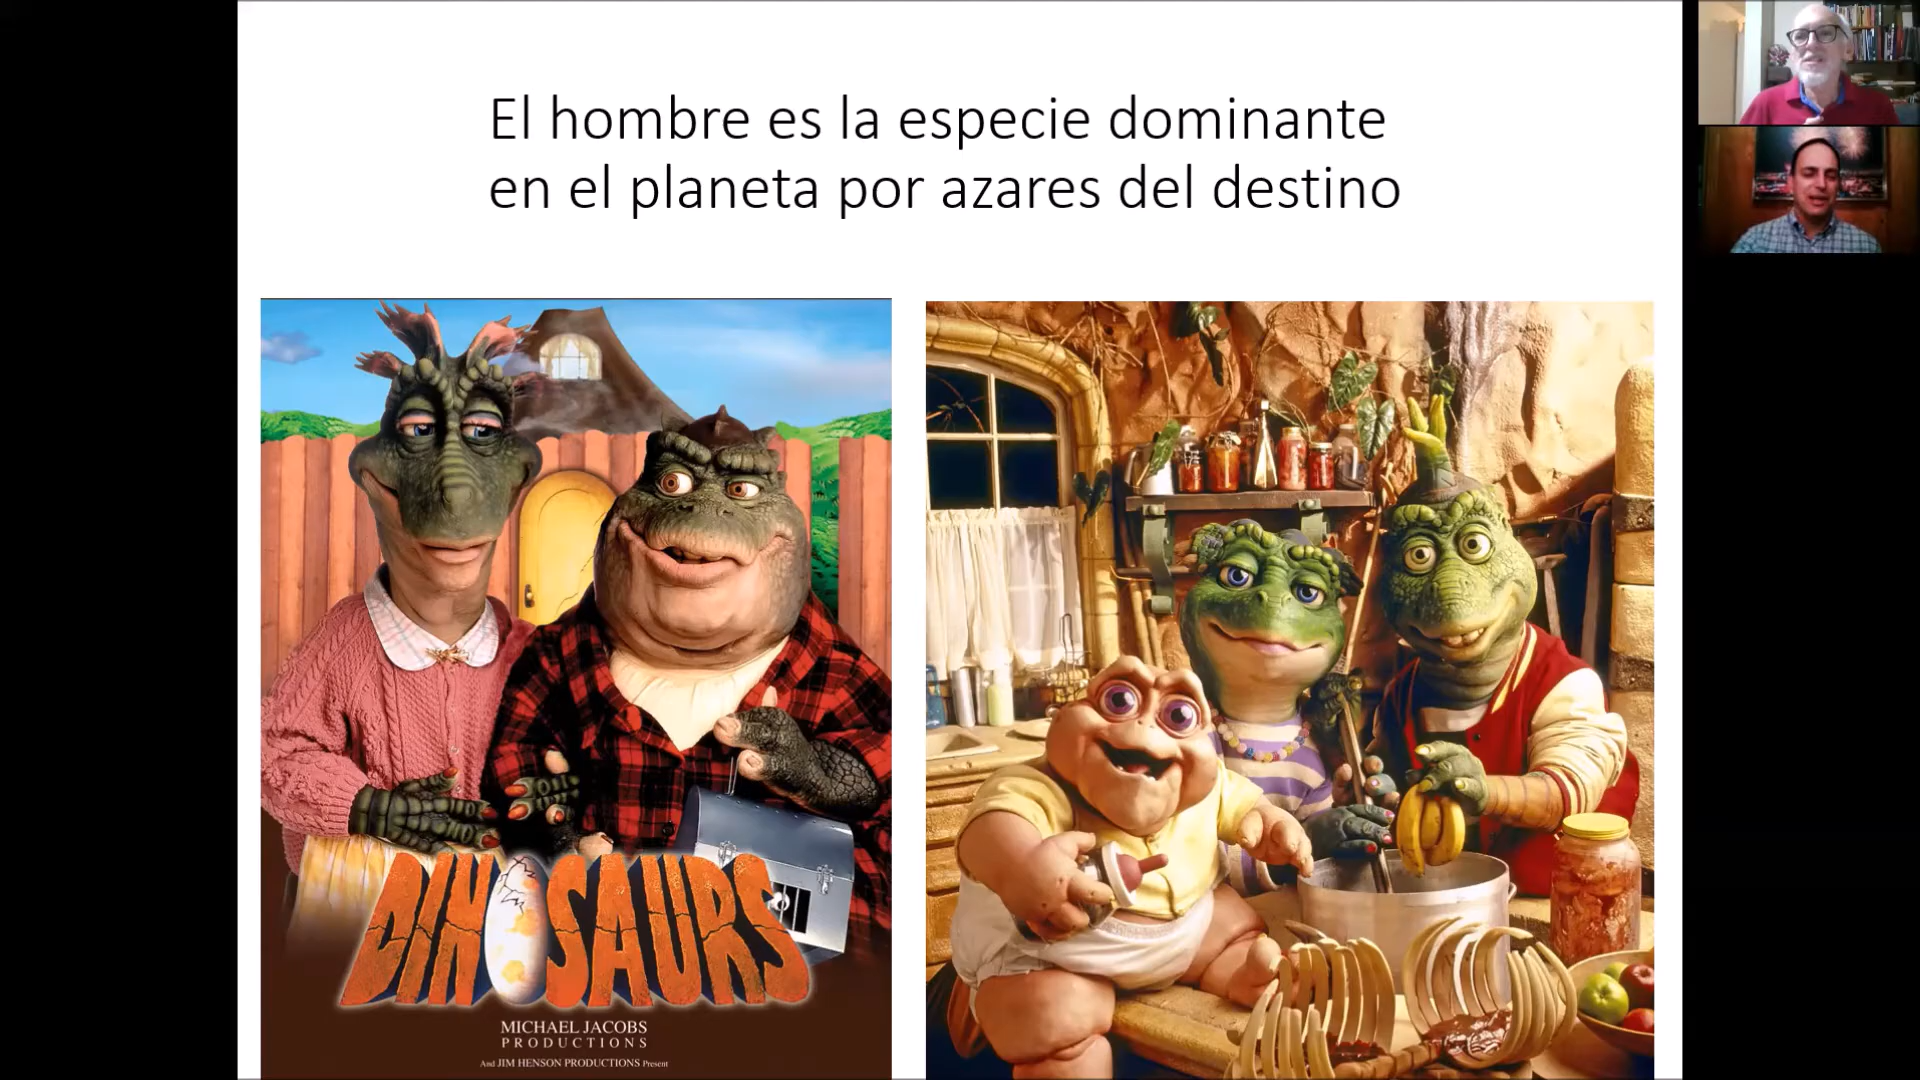 El hombre es la especie dominante
en el planeta por azares del destino
DINOSAURS
MICHAEL JACOBS
PRODUCTIONS
And JIM HENSON PRODUCTIONS Present